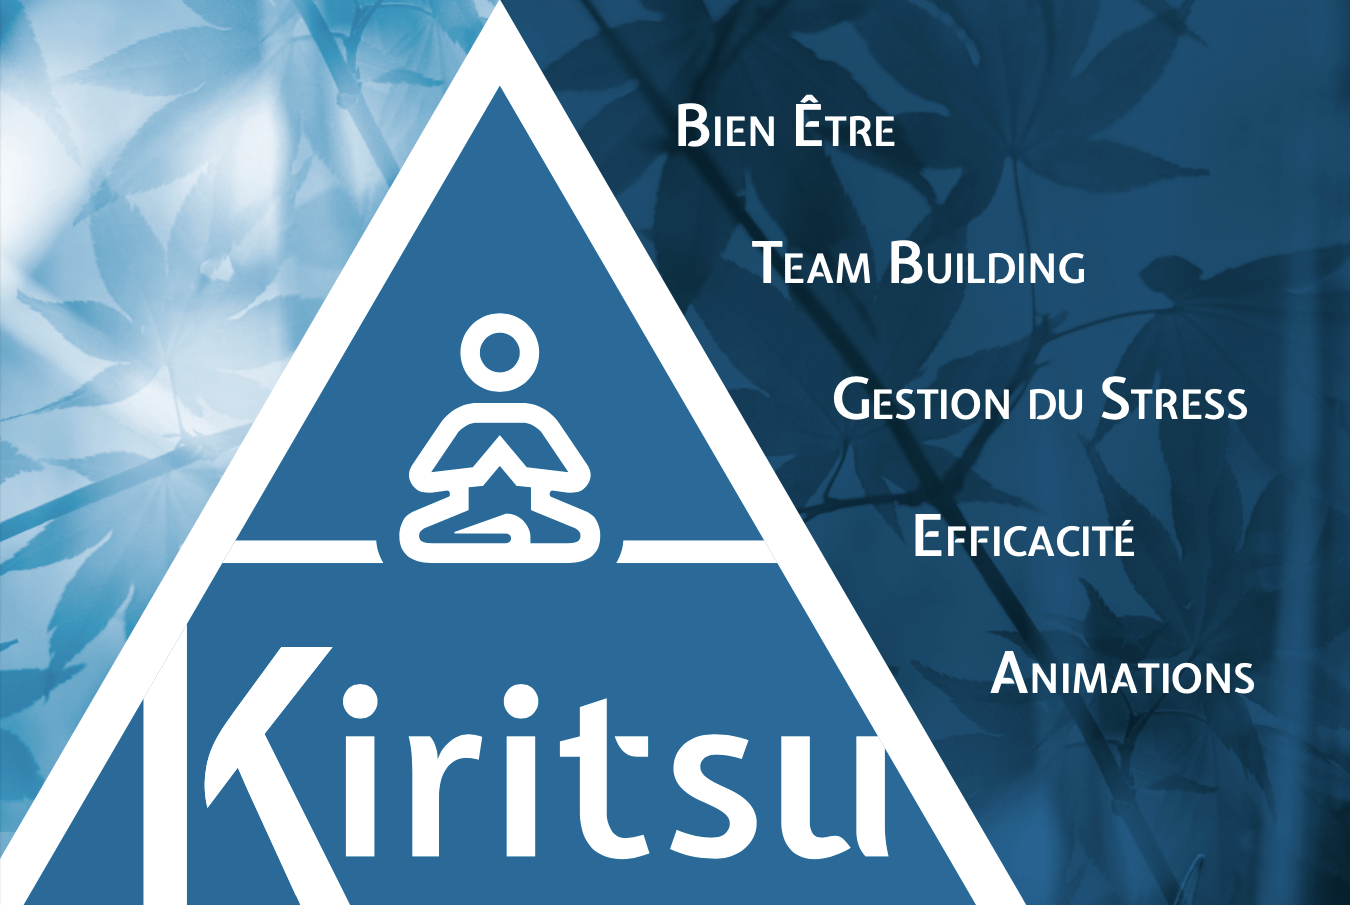 Bien Être
Team Building
Gestion du Stress
Efficacité
Animations
Kiritsu